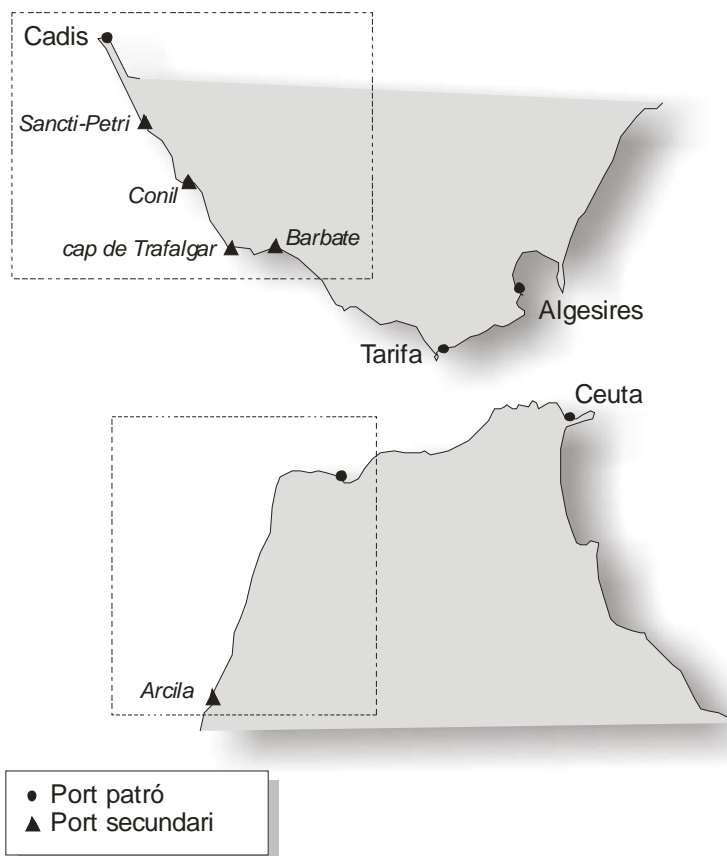 Cadis
Sancti-Petri
Conil
cap de Trafalgar
Barbate
Algesires
Tarifa
Ceuta
Arcila
Port patró
Port secundari